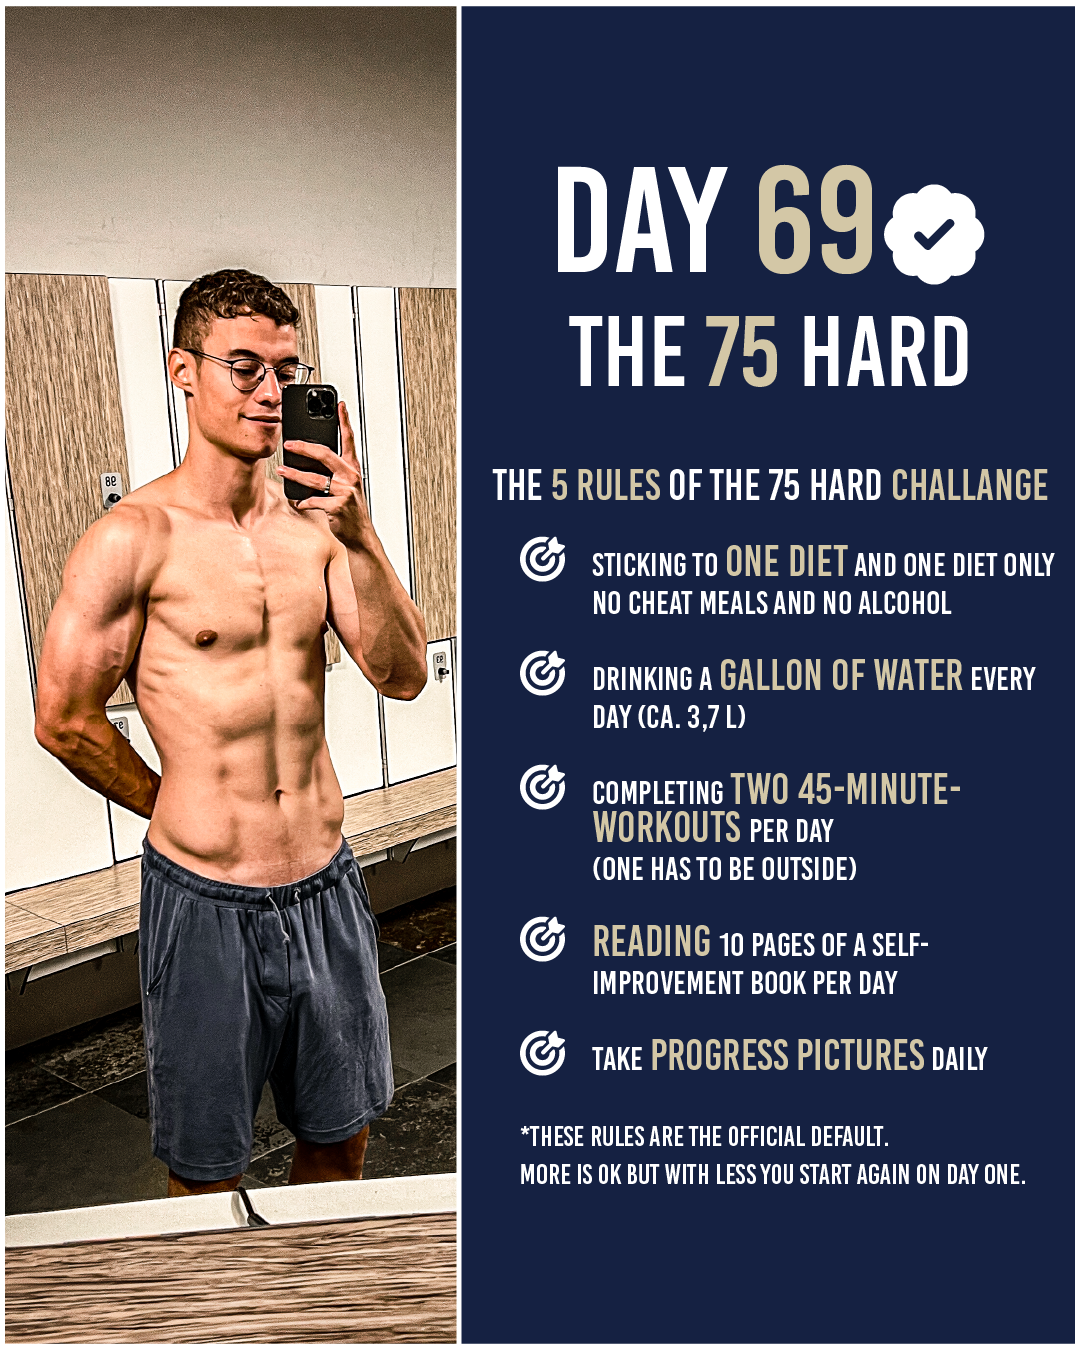 DAY 69
THE 75 HARD
THE 5 RULES OF THE 75 HARD CHALLANGE
STICKING TO ONE DIET AND ONE DIET ONLY
NO CHEAT MEALS AND NO ALCOHOL
DRINKING A GALLON OF WATER EVERY
DAY (CA. 3,7 L)
COMPLETING TWO 45-MINUTE-
WORKOUTS PER DAY
(ONE HAS TO BE OUTSIDE)
READING 10 PAGES OF A SELF-
IMPROVEMENT BOOK PER DAY
TAKE PROGRESS PICTURES DAILY
*THESE RULES ARE THE OFFICIAL DEFAULT.
MORE IS OK BUT WITH LESS YOU START AGAIN ON DAY ONE.